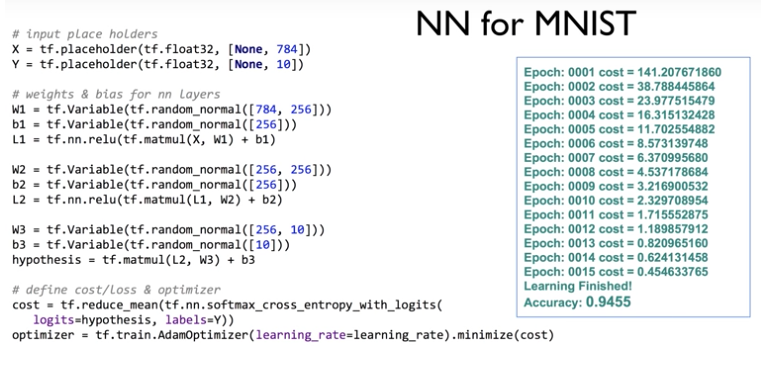 NN for MNIST
# input place holders
X = tf.placeholder(tf.float32, [None, 784])
Y = tf.placeholder(tf.float32, [None, 10])
# weights & bias for nn layers
W1 = tf.Variable(tf.random_normal([784, 256]))
b1 = tf.Variable(tf.random_normal([256]))
L1 = tf.nn.relu(tf.matmul(X, W1) + b1)
W2 = tf.Variable(tf.random_normal([256, 256]))
b2 = tf.Variable(tf.random_normal([256]))
L2 = tf.nn.relu(tf.matmul(L1, W2) + b2)
W3 = tf.Variable(tf.random_normal([256, 10]))
b3 = tf.Variable(tf.random_normal([10]))
hypothesis = tf.matmul(L2, W3) + b3
# define cost/loss & optimizer
cost = tf.reduce_mean(tf.nn.softmax_cross_entropy_with_logits(
logits=hypothesis, labels=Y))
optimizer = tf.train.AdamOptimizer(learning_rate=learning_rate).minimize(cost)
Epoch: 0001 cost = 141.207671860
Epoch: 0002 cost = 38.788445864
Epoch: 0003 cost = 23.977515479
Epoch: 0004 cost = 16.315132428
Epoch: 0005 cost = 11.702554882
Epoch: 0006 cost = 8.573139748
Epoch: 0007 cost = 6.370995680
Epoch: 0008 cost = 4.537178684
Epoch: 0009 cost = 3.216900532
Epoch: 0010 cost = 2.329708954
Epoch: 0011 cost = 1.715552875
Epoch: 0012 cost = 1.189857912
Epoch: 0013 cost = 0.820965160
Epoch: 0014 cost = 0.624131458
Epoch: 0015 cost = 0.454633765
Learning Finished!
Accuracy: 0.9455